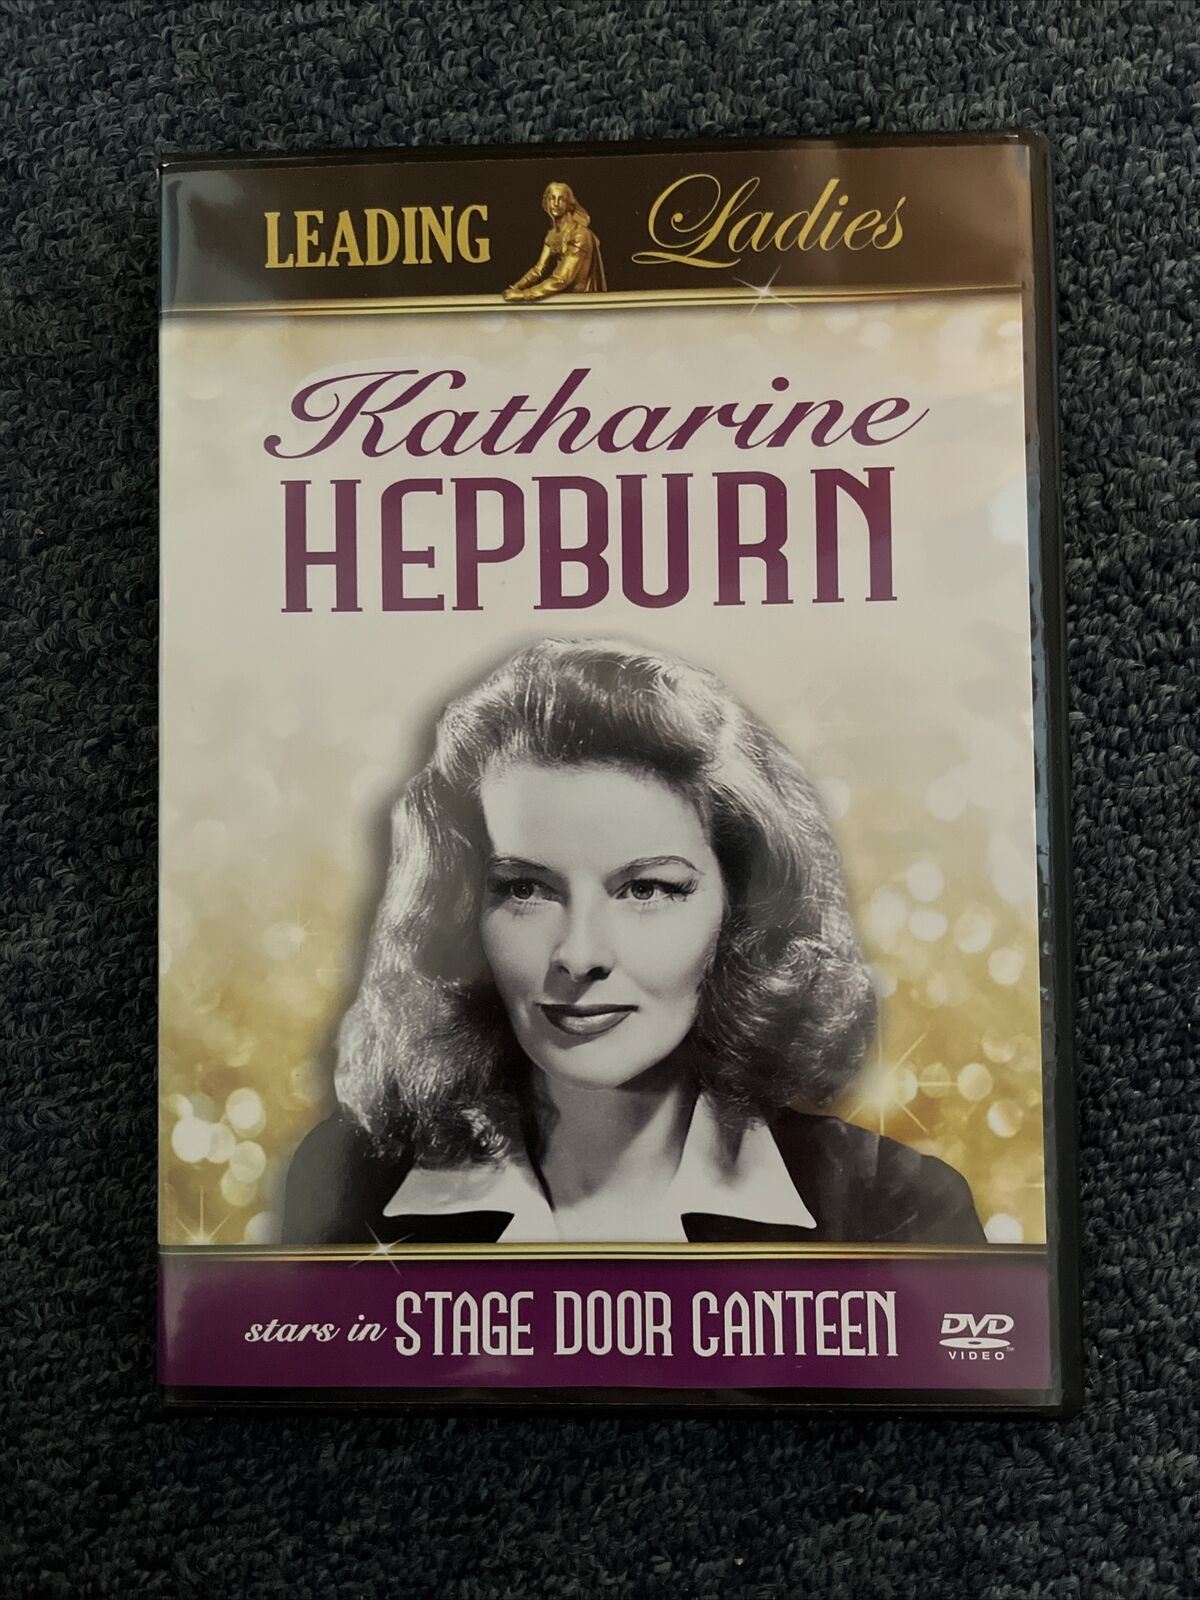 LEADING Ladies
Katharine
HEPBURN
stars in STAGE DOOR CANTEEN
DVD
VIDEO